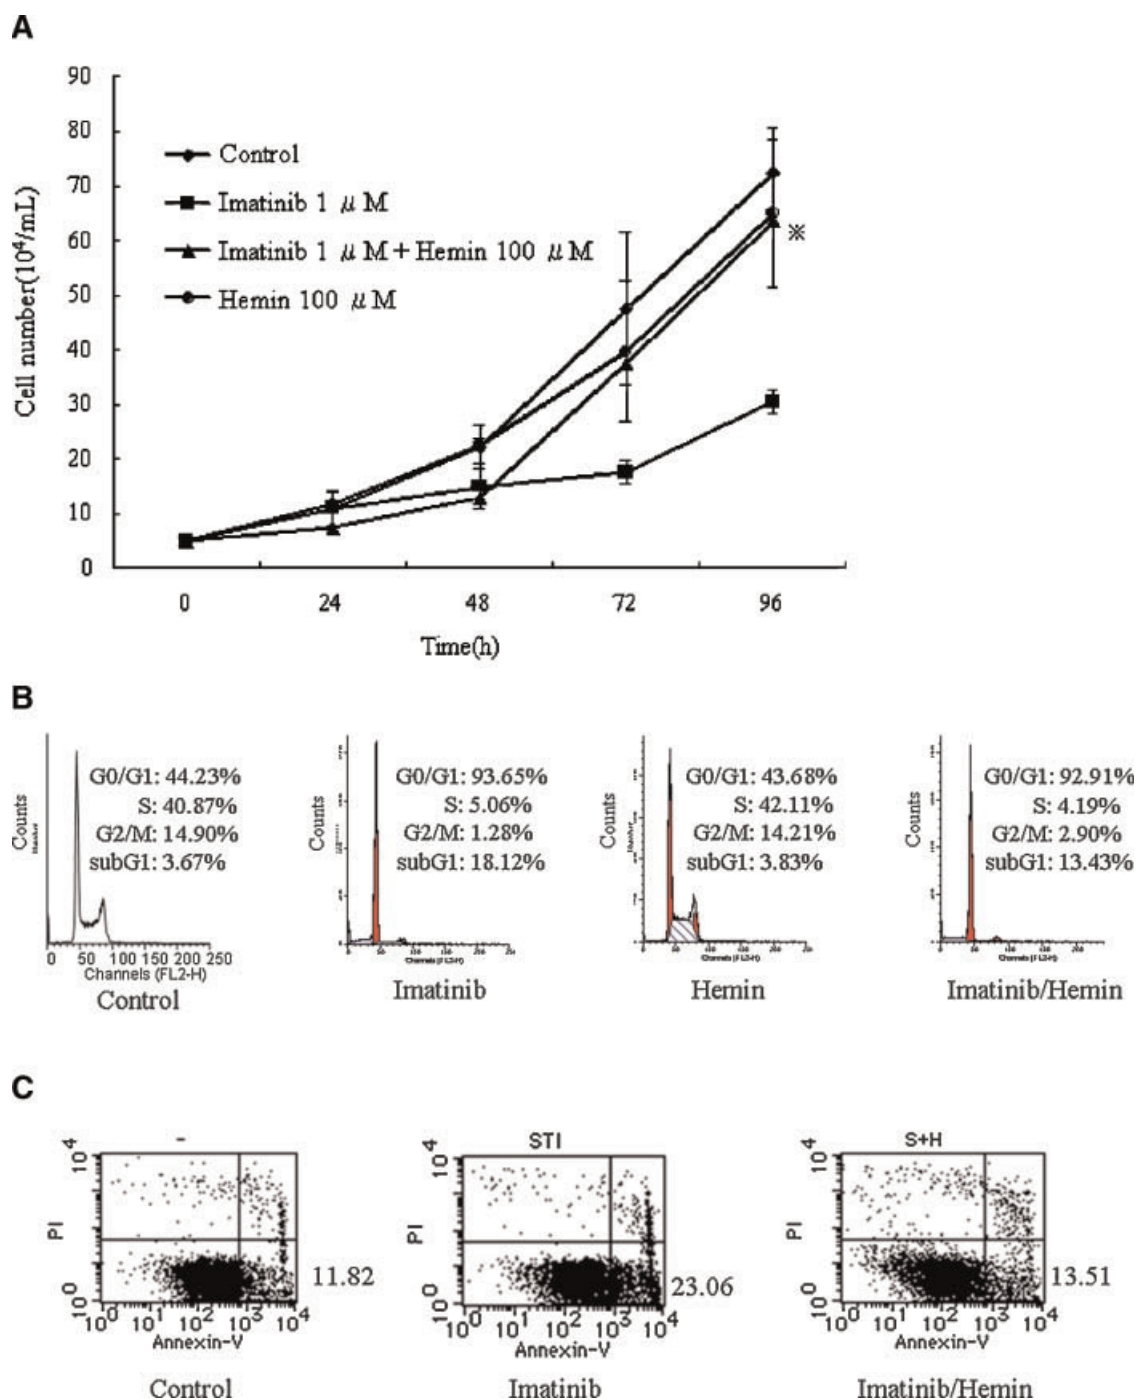 A
90
80
70
60
50
40
30
20
10
0
Cell number(10⁴/mL)
Control
Imatinib 1 μM
Imatinib 1 μM + Hemin 100 μM
Hemin 100 μM
※
0 24 48 72 96
Time(h)
B
Counts
G0/G1: 44.23%
S: 40.87%
G2/M: 14.90%
subG1: 3.67%
0 50 100 150 200 250
Channels (FL2-H)
Control
Counts
G0/G1: 93.65%
S: 5.06%
G2/M: 1.28%
subG1: 18.12%
Channels (FL2-H)
Imatinib
Counts
G0/G1: 43.68%
S: 42.11%
G2/M: 14.21%
subG1: 3.83%
Channels (FL2-H)
Hemin
Counts
G0/G1: 92.91%
S: 4.19%
G2/M: 2.90%
subG1: 13.43%
Channels (FL2-H)
Imatinib/Hemin
C
-
10⁴
PI
10⁰
11.82
10⁰ 10¹ 10² 10³ 10⁴
Annexin-V
Control
STI
10⁴
PI
10⁰
23.06
10⁰ 10¹ 10² 10³ 10⁴
Annexin-V
Imatinib
S+H
10⁴
PI
10⁰
13.51
10⁰ 10¹ 10² 10³ 10⁴
Annexin-V
Imatinib/Hemin